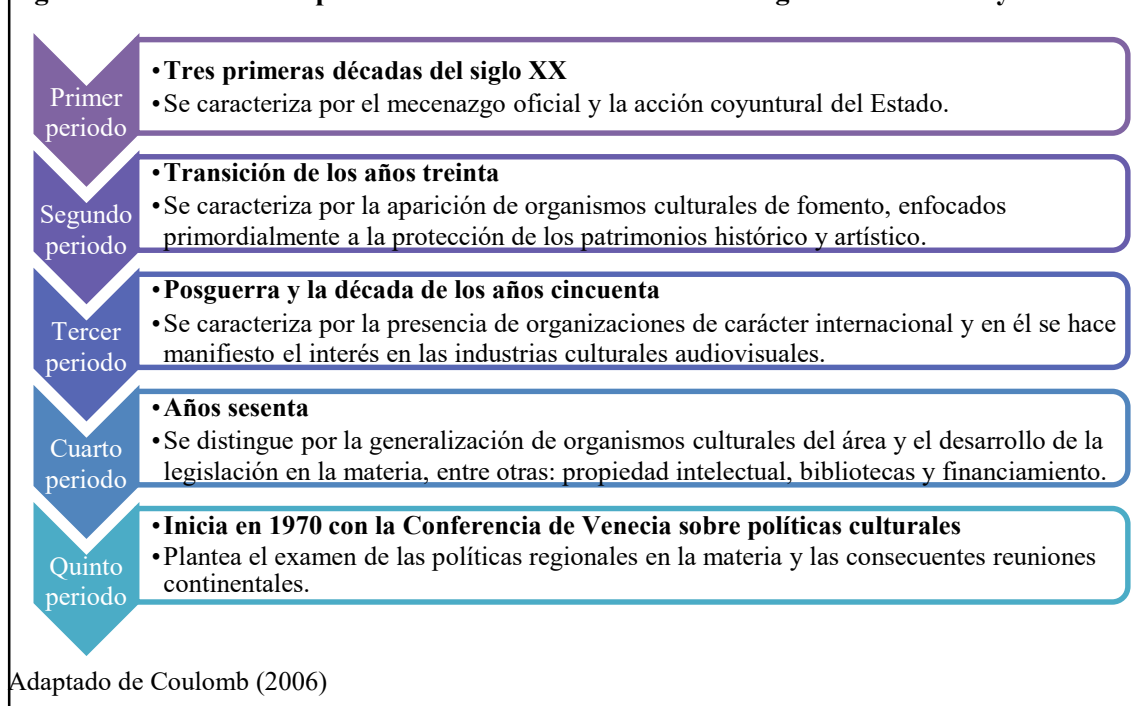 Primer
periodo
•Tres primeras décadas del siglo XX
•Se caracteriza por el mecenazgo oficial y la acción coyuntural del Estado.
Segundo
periodo
•Transición de los años treinta
•Se caracteriza por la aparición de organismos culturales de fomento, enfocados
primordialmente a la protección de los patrimonios histórico y artístico.
Tercer
periodo
•Posguerra y la década de los años cincuenta
•Se caracteriza por la presencia de organizaciones de carácter internacional y en él se hace
manifiesto el interés en las industrias culturales audiovisuales.
Cuarto
periodo
•Años sesenta
•Se distingue por la generalización de organismos culturales del área y el desarrollo de la
legislación en la materia, entre otras: propiedad intelectual, bibliotecas y financiamiento.
Quinto
periodo
•Inicia en 1970 con la Conferencia de Venecia sobre políticas culturales
•Plantea el examen de las políticas regionales en la materia y las consecuentes reuniones
continentales.
Adaptado de Coulomb (2006)